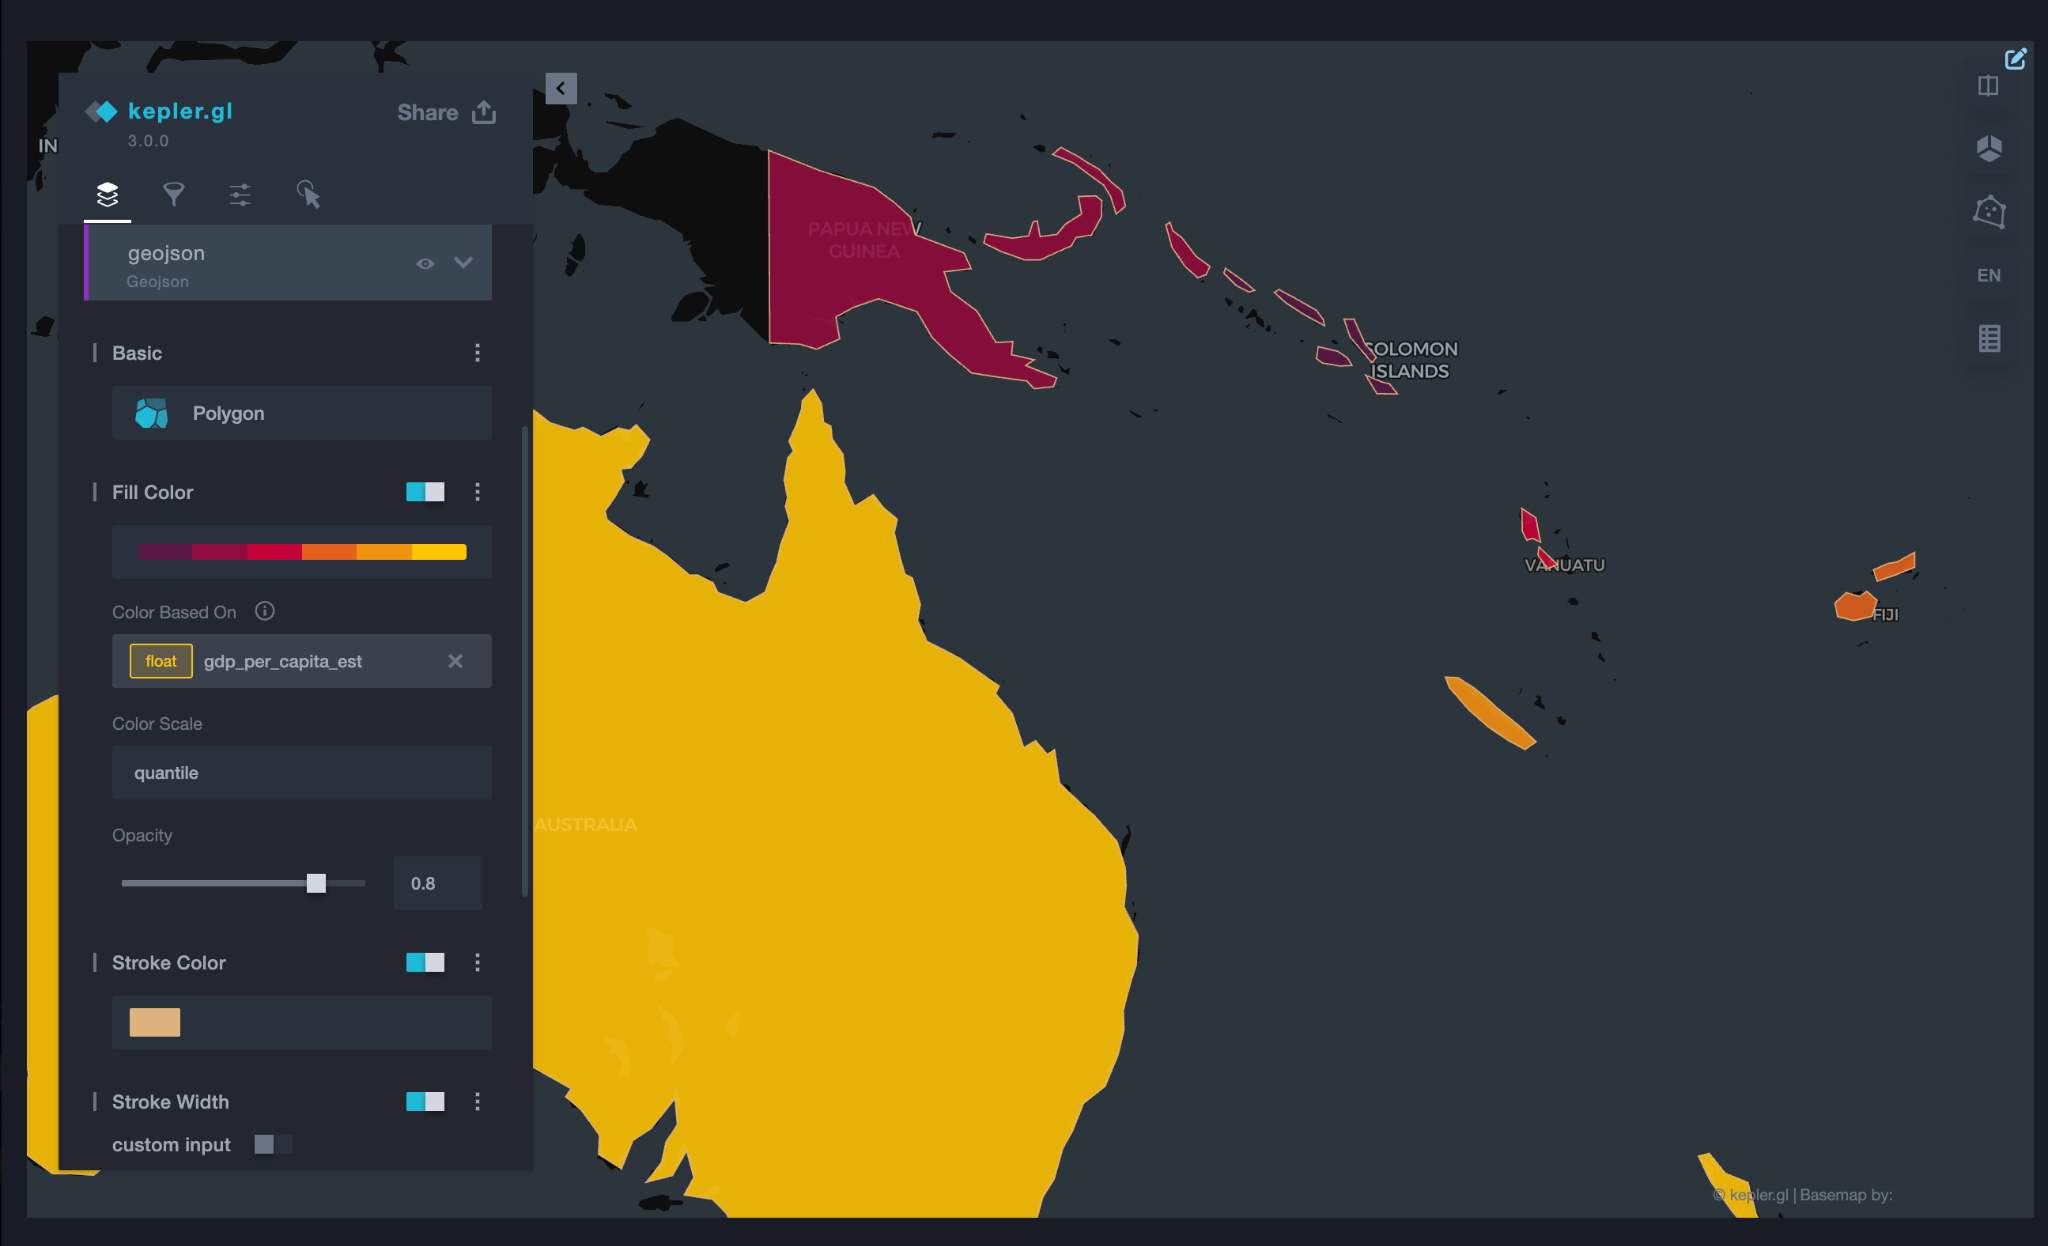 kepler.gl
3.0.0
Share
IN
geojson
Geojson
Basic
Polygon
Fill Color
Color Based On
float gdp_per_capita_est
Color Scale
quantile
Opacity
0.8
Stroke Color
Stroke Width
custom input
EN
PAPUA NEW
GUINEA
SOLOMON
ISLANDS
VANUATU
FIJI
AUSTRALIA
© kepler.gl | Basemap by: